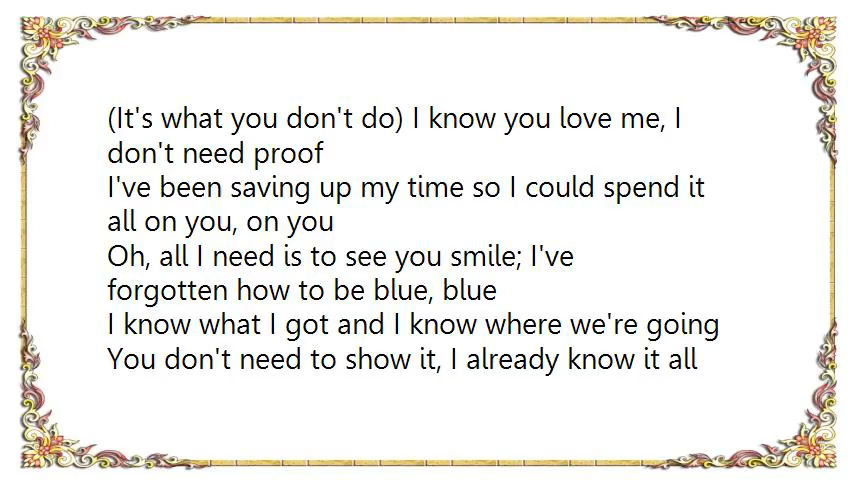 (It's what you don't do) I know you love me, I
don't need proof
I've been saving up my time so I could spend it
all on you, on you
Oh, all I need is to see you smile; I've
forgotten how to be blue, blue
I know what I got and I know where we're going
You don't need to show it, I already know it all